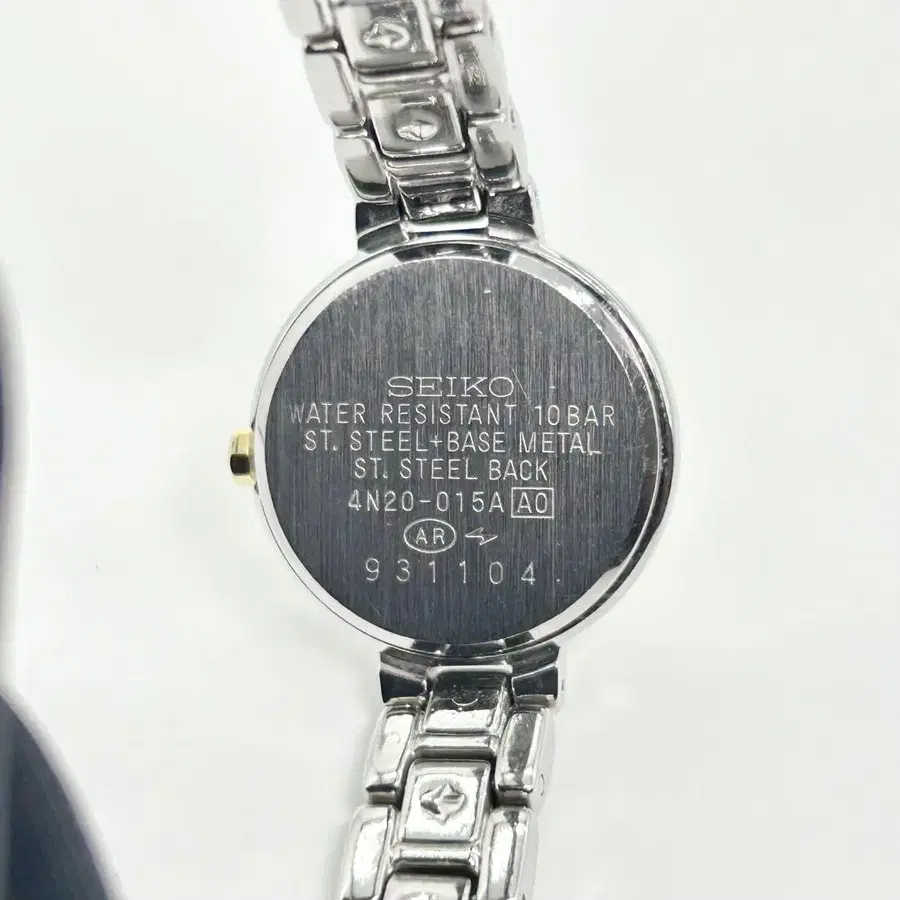 SEIKO
WATER RESISTANT 10BAR
ST. STEEL+BASE METAL
ST. STEEL BACK
4N20-015A A0
AR
931104